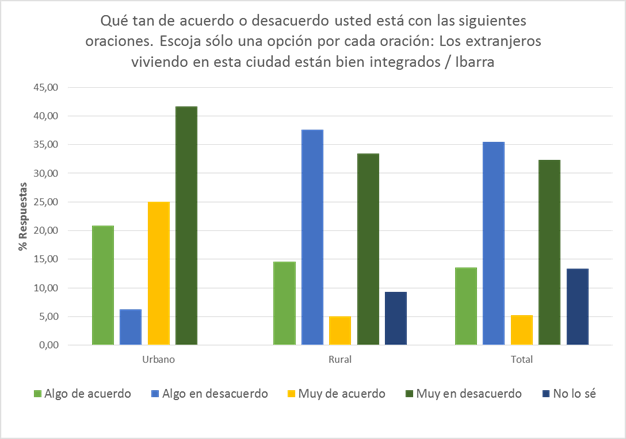 Qué tan de acuerdo o desacuerdo usted está con las siguientes
oraciones. Escoja sólo una opción por cada oración: Los extranjeros
viviendo en esta ciudad están bien integrados / Ibarra
45,00
40,00
35,00
30,00
25,00
20,00
15,00
10,00
5,00
0,00
% Respuestas
Urbano Rural Total
Algo de acuerdo Algo en desacuerdo Muy de acuerdo Muy en desacuerdo No lo sé